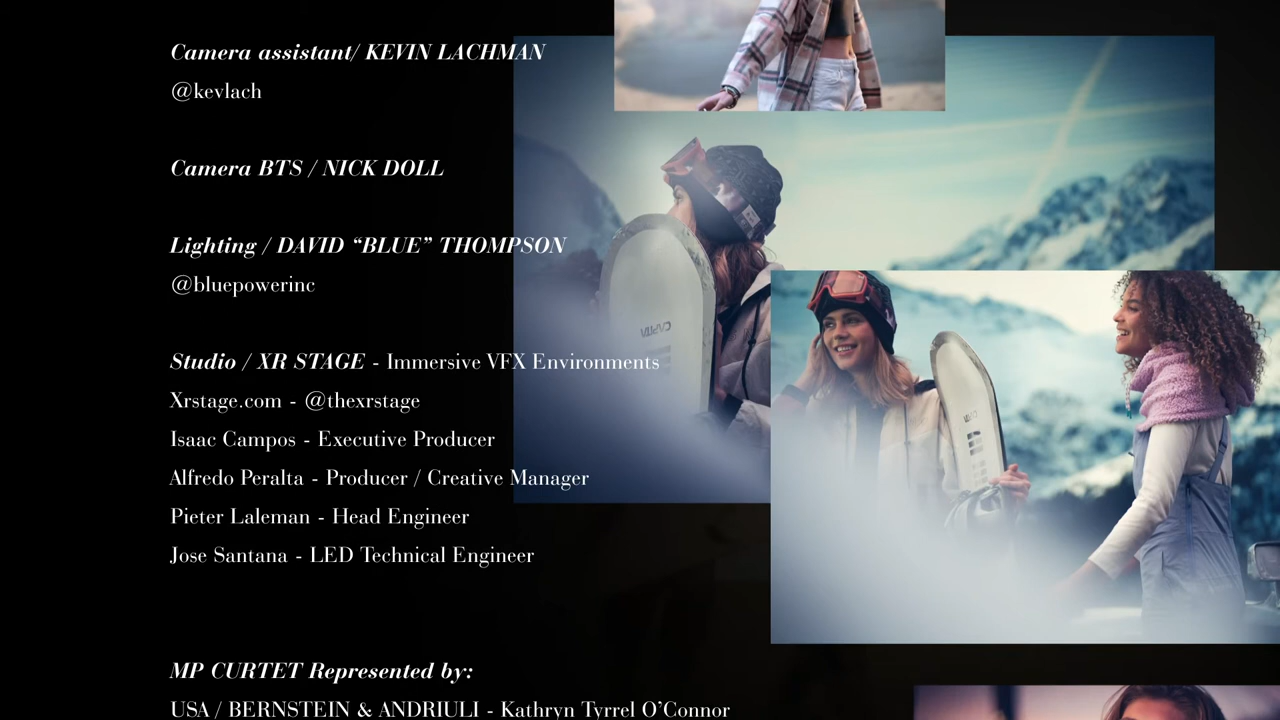 Camera assistant/ KEVIN LACHMAN
@kevlach
Camera BTS / NICK DOLL
Lighting / DAVID “BLUE” THOMPSON
@bluepowerinc
Studio / XR STAGE - Immersive VFX Environments
Xrstage.com - @thexrstage
Isaac Campos - Executive Producer
Alfredo Peralta - Producer / Creative Manager
Pieter Laleman - Head Engineer
Jose Santana - LED Technical Engineer
MP CURTET Represented by:
USA / BERNSTEIN & ANDRIULI - Kathryn Tyrrel O’Connor